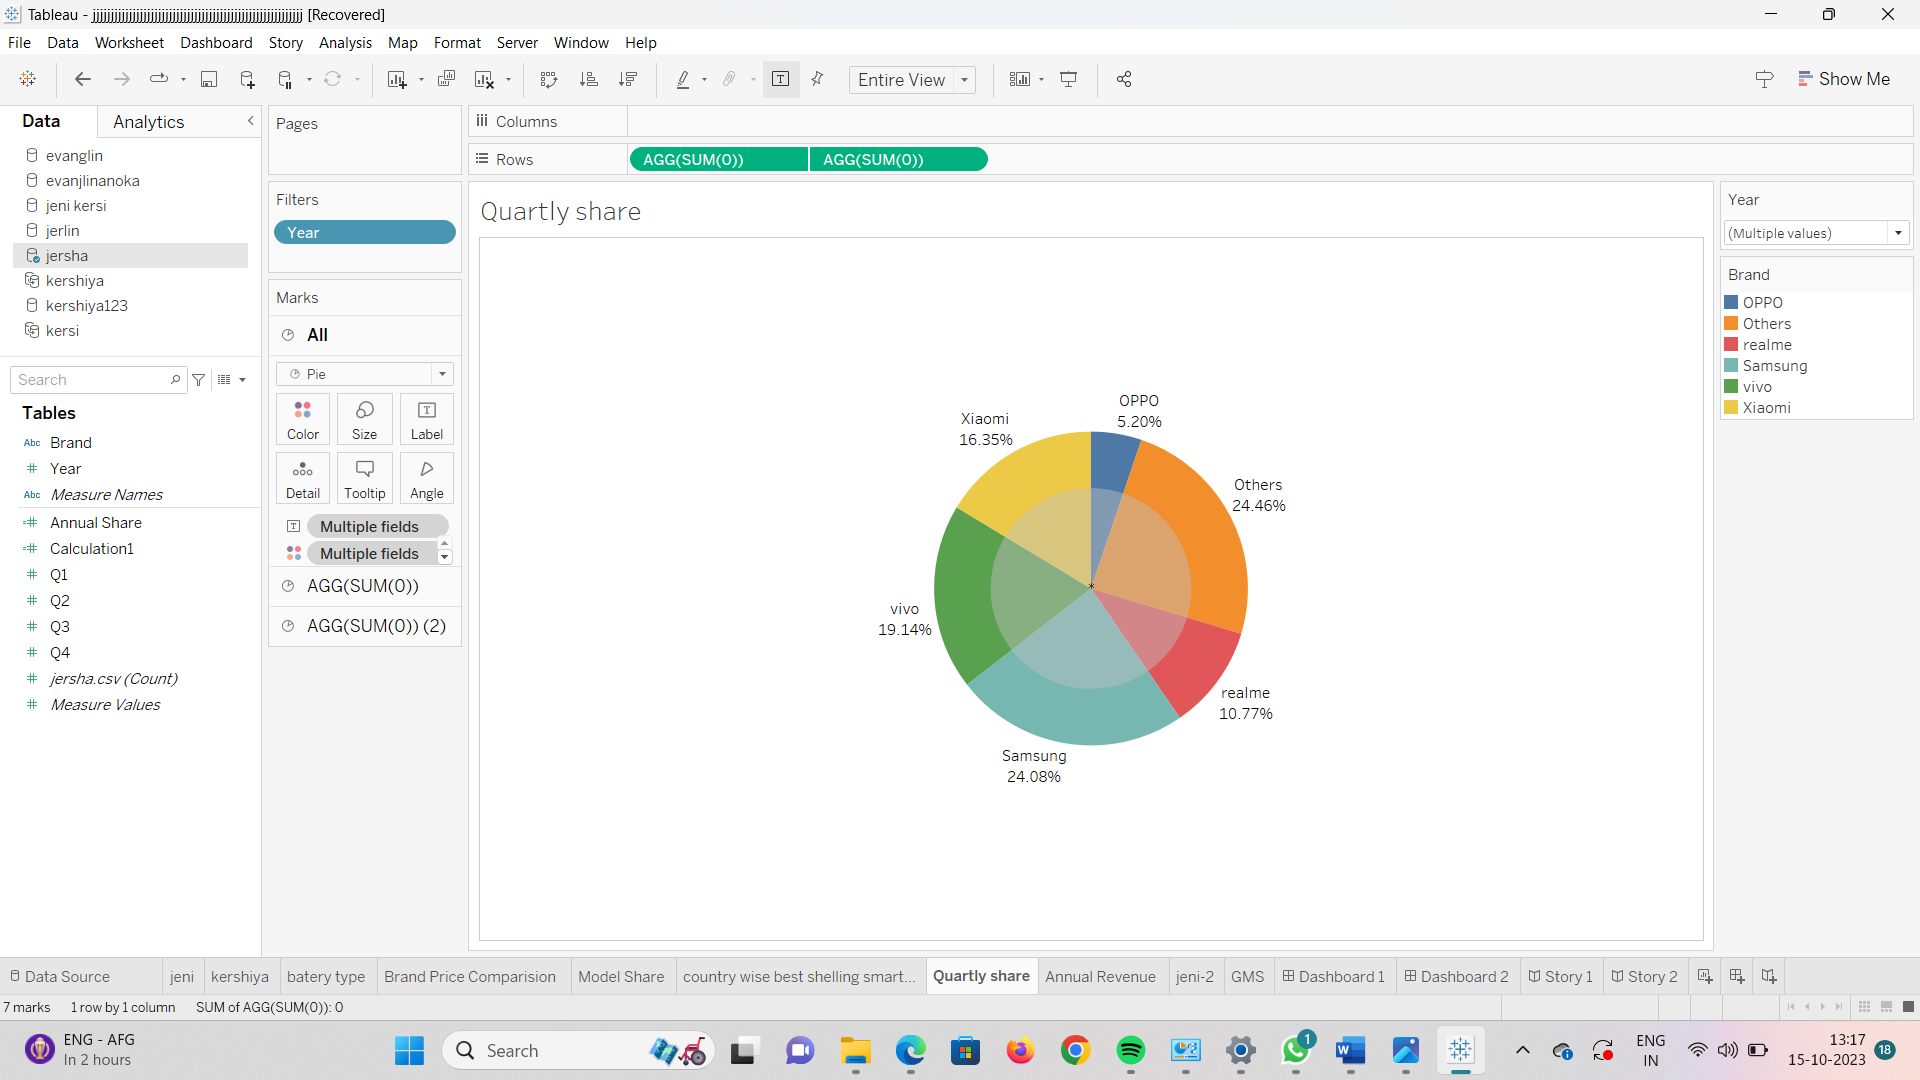 Tableau - jjjjjjjjjjjjjjjjjjjjjjjjjjjjjjjjjjjjjjjjjjjjjjjjjjjjjjjjjj [Recovered]
File Data Worksheet Dashboard Story Analysis Map Format Server Window Help
Entire View
Show Me
Data Analytics
evanglin
evanjlinanoka
jeni kersi
jerlin
jersha
kershiya
kershiya123
kersi
Search
Tables
Abc Brand
Year
Abc Measure Names
Annual Share
Calculation1
Q1
Q2
Q3
Q4
jersha.csv (Count)
Measure Values
Pages
Filters
Year
Marks
All
Pie
Color Size Label
Detail Tooltip Angle
Multiple fields
Multiple fields
AGG(SUM(0))
AGG(SUM(0)) (2)
Columns
Rows AGG(SUM(0)) AGG(SUM(0))
Quartly share
OPPO
5.20%
Xiaomi
16.35%
Others
24.46%
vivo
19.14%
realme
10.77%
Samsung
24.08%
*
Year
(Multiple values)
Brand
OPPO
Others
realme
Samsung
vivo
Xiaomi
Data Source jeni kershiya batery type Brand Price Comparision Model Share country wise best shelling smart... Quartly share Annual Revenue jeni-2 GMS Dashboard 1 Dashboard 2 Story 1 Story 2
7 marks 1 row by 1 column SUM of AGG(SUM(0)): 0
ENG - AFG
In 2 hours
Search
1
ENG
IN
13:17
15-10-2023
18